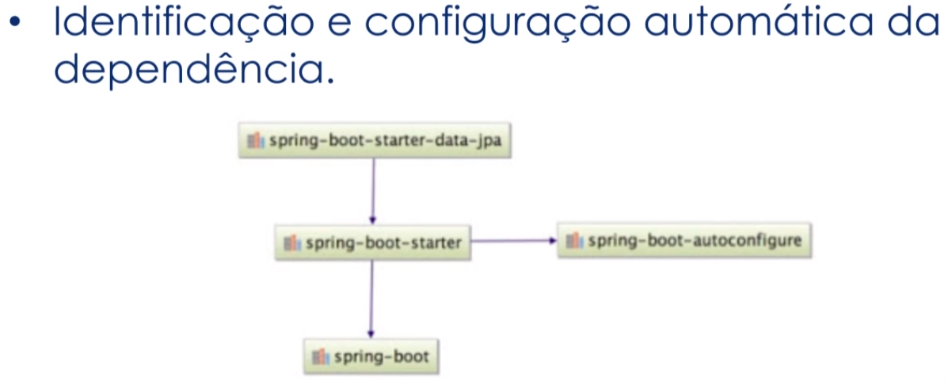 • Identificação e configuração automática da
dependência.
spring-boot-starter-data-jpa
spring-boot-starter
spring-boot-autoconfigure
spring-boot